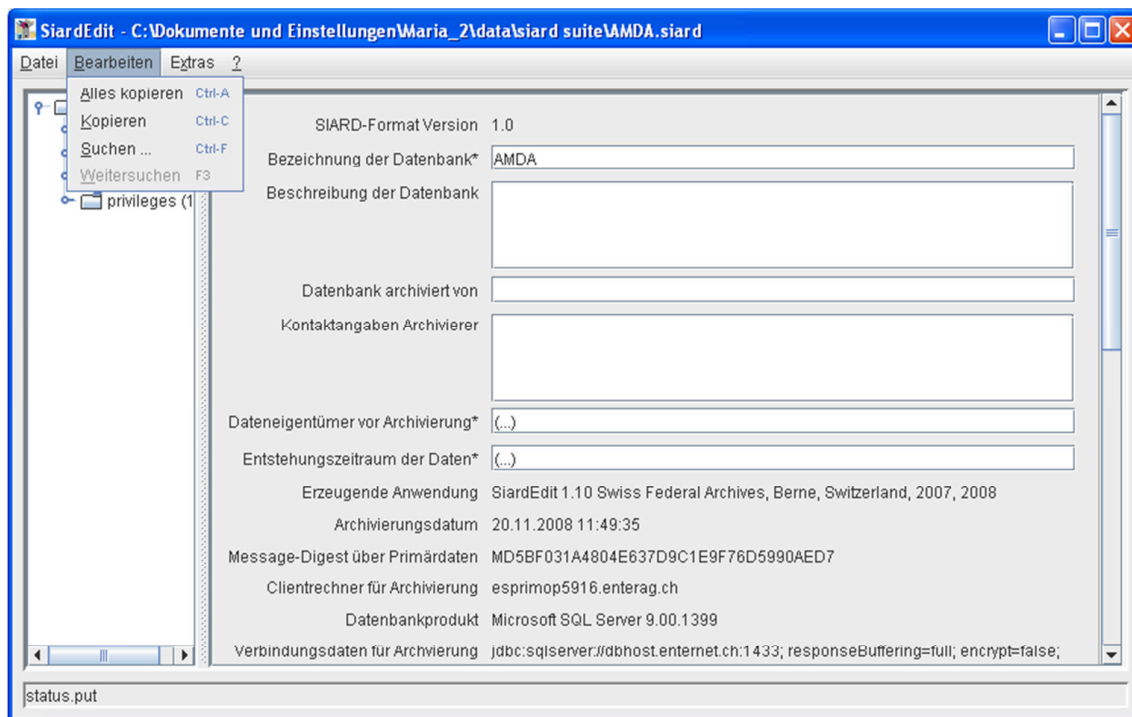 SiardEdit - C:\Dokumente und Einstellungen\Maria_2\data\siard suite\AMDA.siard
Datei Bearbeiten Extras ?
Alles kopieren Ctrl-A
Kopieren Ctrl-C
Suchen ... Ctrl-F
Weitersuchen F3
privileges (1
SIARD-Format Version 1.0
Bezeichnung der Datenbank* AMDA
Beschreibung der Datenbank
Datenbank archiviert von
Kontaktangaben Archivierer
Dateneigentümer vor Archivierung* (...)
Entstehungszeitraum der Daten* (...)
Erzeugende Anwendung SiardEdit 1.10 Swiss Federal Archives, Berne, Switzerland, 2007, 2008
Archivierungsdatum 20.11.2008 11:49:35
Message-Digest über Primärdaten MD5BF031A4804E637D9C1E9F76D5990AED7
Clientrechner für Archivierung esprimop5916.enterag.ch
Datenbankprodukt Microsoft SQL Server 9.00.1399
Verbindungsdaten für Archivierung jdbc:sqlserver://dbhost.enternet.ch:1433; responseBuffering=full; encrypt=false;
status.put